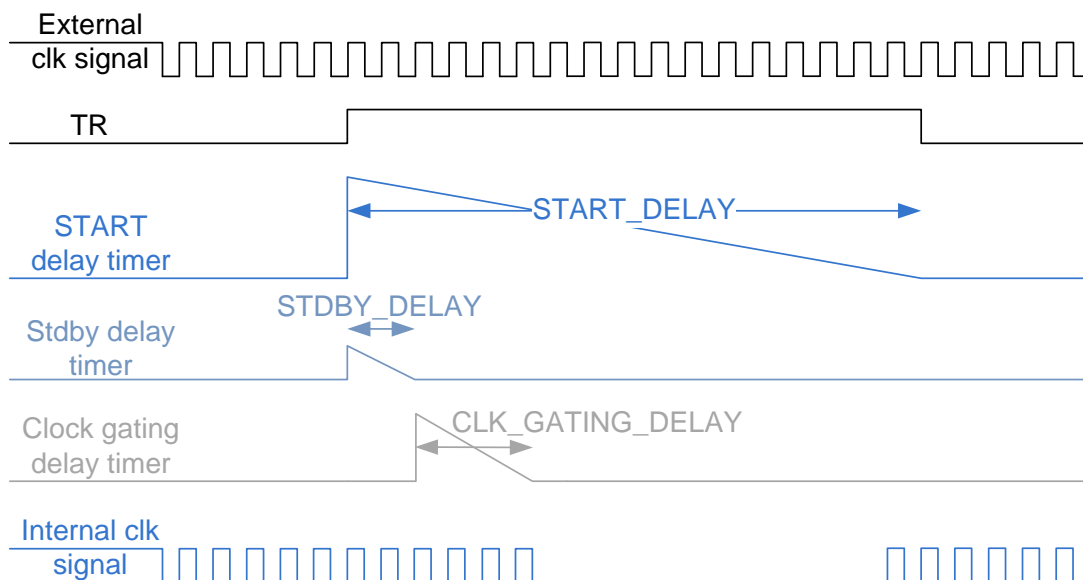 External
clk signal
TR
START_DELAY
START
delay timer
STDBY_DELAY
Stdby delay
timer
CLK_GATING_DELAY
Clock gating
delay timer
Internal clk
signal